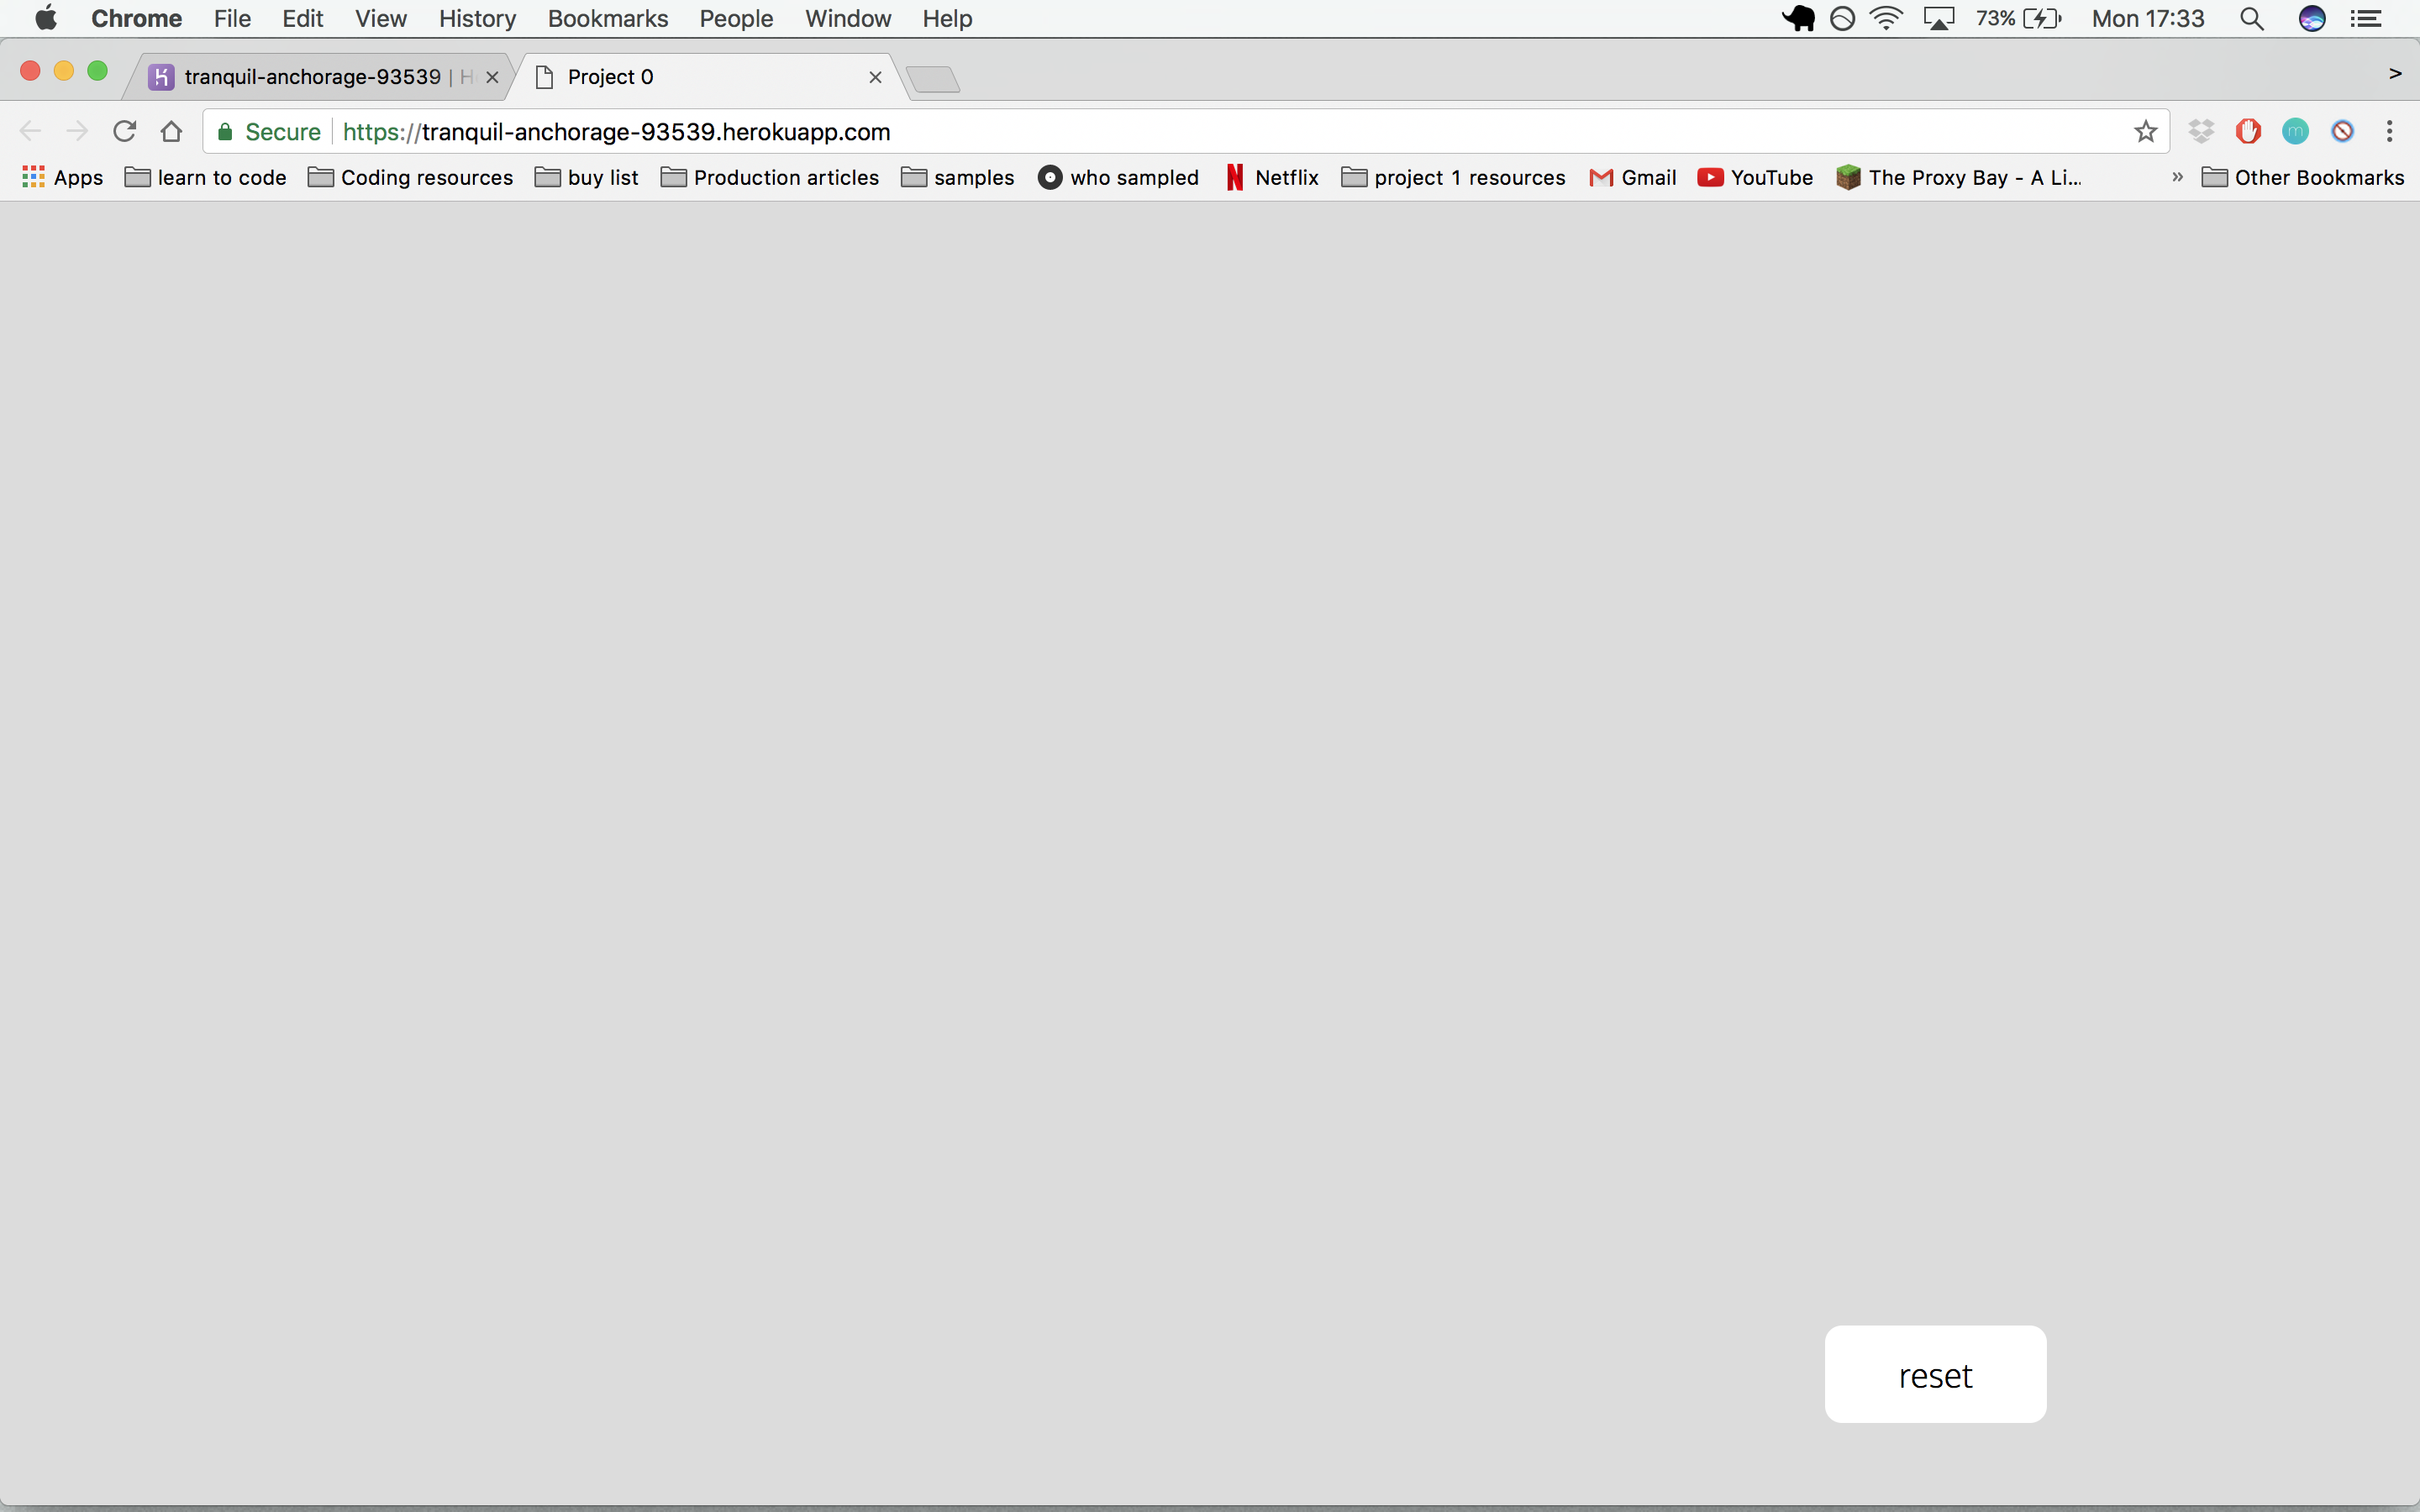 Chrome File Edit View History Bookmarks People Window Help 73% Mon 17:33
tranquil-anchorage-93539 | H Project 0
Secure https://tranquil-anchorage-93539.herokuapp.com
Apps learn to code Coding resources buy list Production articles samples who sampled Netflix project 1 resources Gmail YouTube The Proxy Bay - A Li... » Other Bookmarks
reset